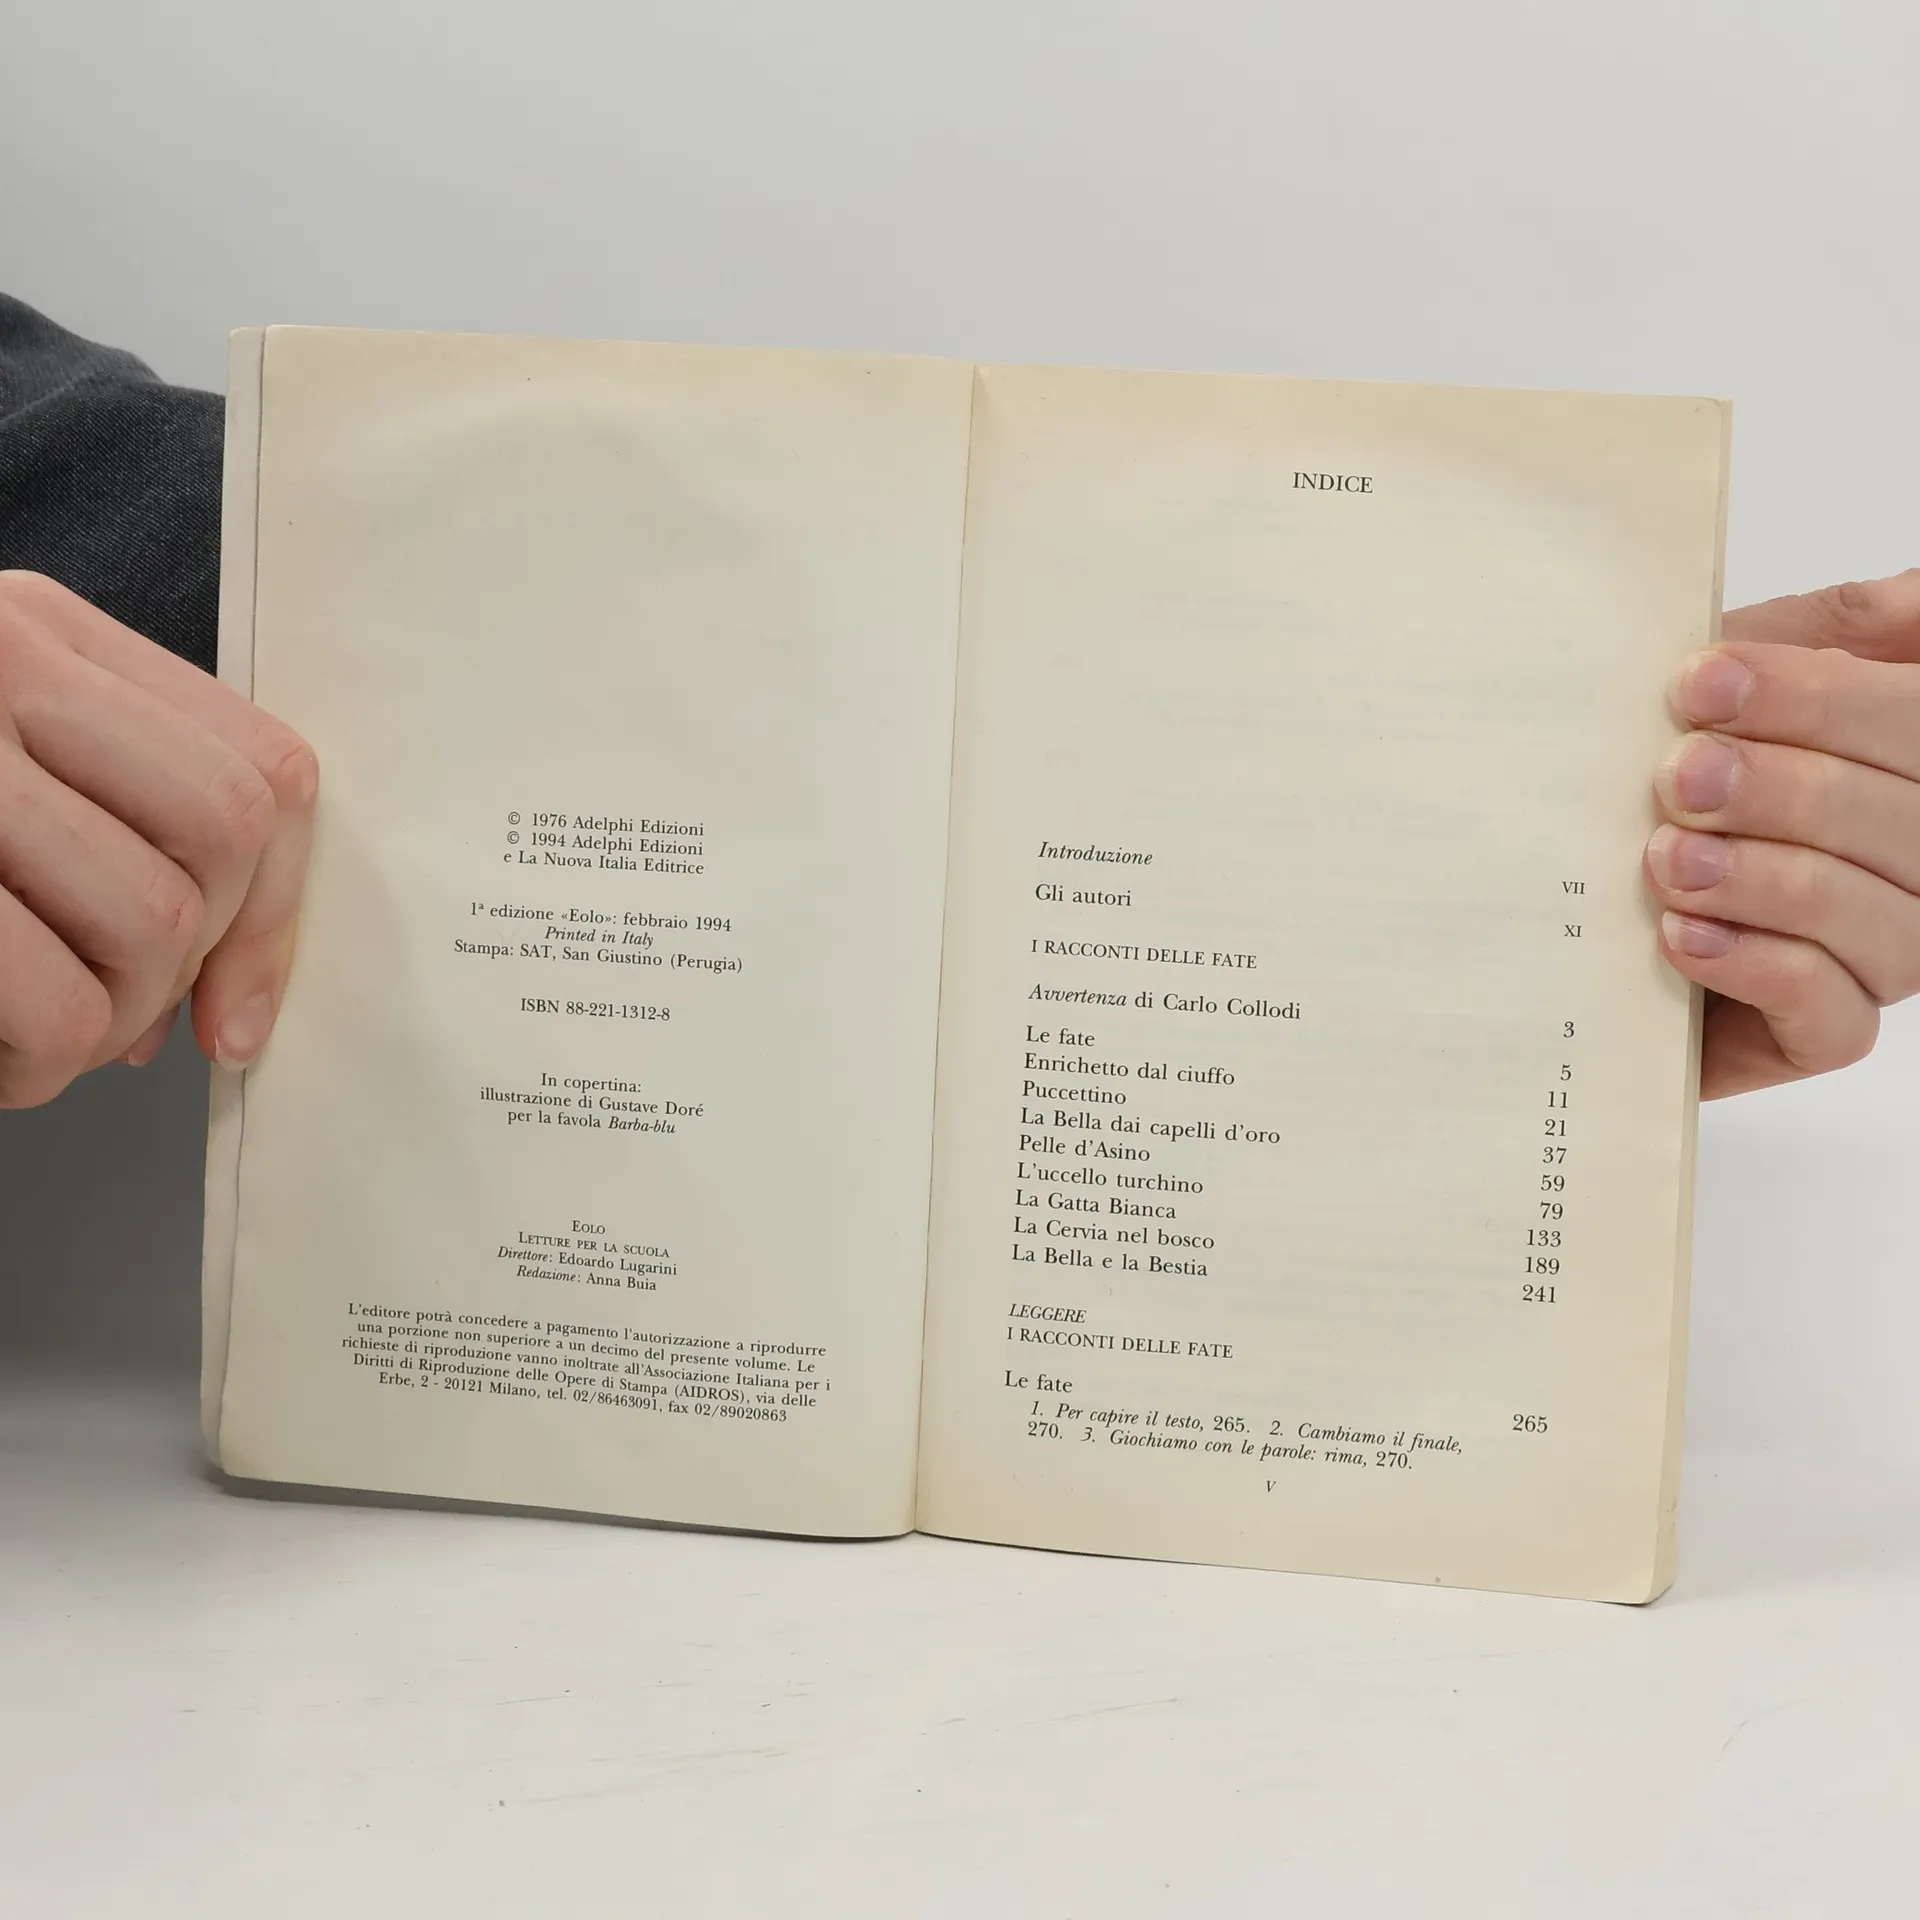 © 1976 Adelphi Edizioni
© 1994 Adelphi Edizioni
e La Nuova Italia Editrice
1ª edizione «Eolo»: febbraio 1994
Printed in Italy
Stampa: SAT, San Giustino (Perugia)
ISBN 88-221-1312-8
In copertina:
illustrazione di Gustave Doré
per la favola Barba-blu
EOLO
LETTURE PER LA SCUOLA
Direttore: Edoardo Lugarini
Redazione: Anna Buia
L'editore potrà concedere a pagamento l'autorizzazione a riprodurre
una porzione non superiore a un decimo del presente volume. Le
richieste di riproduzione vanno inoltrate all'Associazione Italiana per i
Diritti di Riproduzione delle Opere di Stampa (AIDROS), via delle
Erbe, 2 - 20121 Milano, tel. 02/86463091, fax 02/89020863
INDICE
Introduzione VII
Gli autori XI
I RACCONTI DELLE FATE
Avvertenza di Carlo Collodi 3
Le fate 5
Enrichetto dal ciuffo 11
Puccettino 21
La Bella dai capelli d'oro 37
Pelle d'Asino 59
L'uccello turchino 79
La Gatta Bianca 133
La Cervia nel bosco 189
La Bella e la Bestia 241
LEGGERE
I RACCONTI DELLE FATE
Le fate 265
1. Per capire il testo, 265. 2. Cambiamo il finale,
270. 3. Giochiamo con le parole: rima, 270.
V